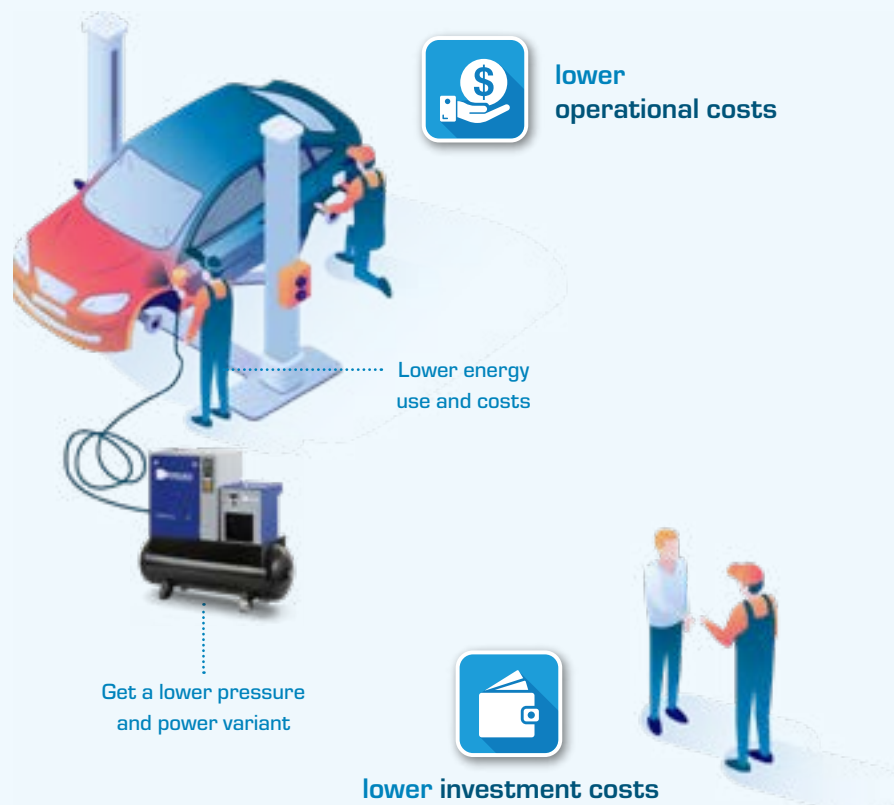 $
lower
operational costs
Lower energy
use and costs
Get a lower pressure
and power variant
lower investment costs